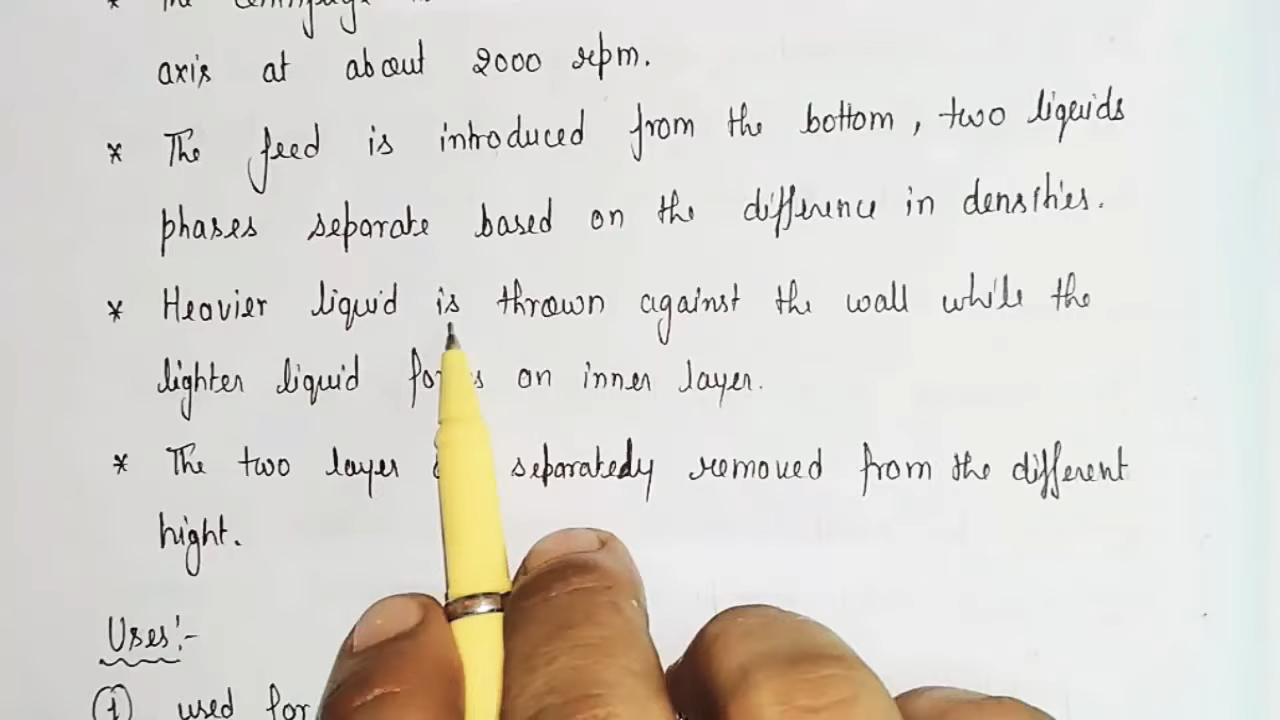 * The centrifuge
axis at about 2000 rpm.
* The feed is introduced from the bottom, two liquids
phases separate based on the difference in densities.
* Heavier liquid is thrown against the wall while the
lighter liquid on inner layer.
* The two layer separatedy removed from the different
hight.
Uses:-
① used for